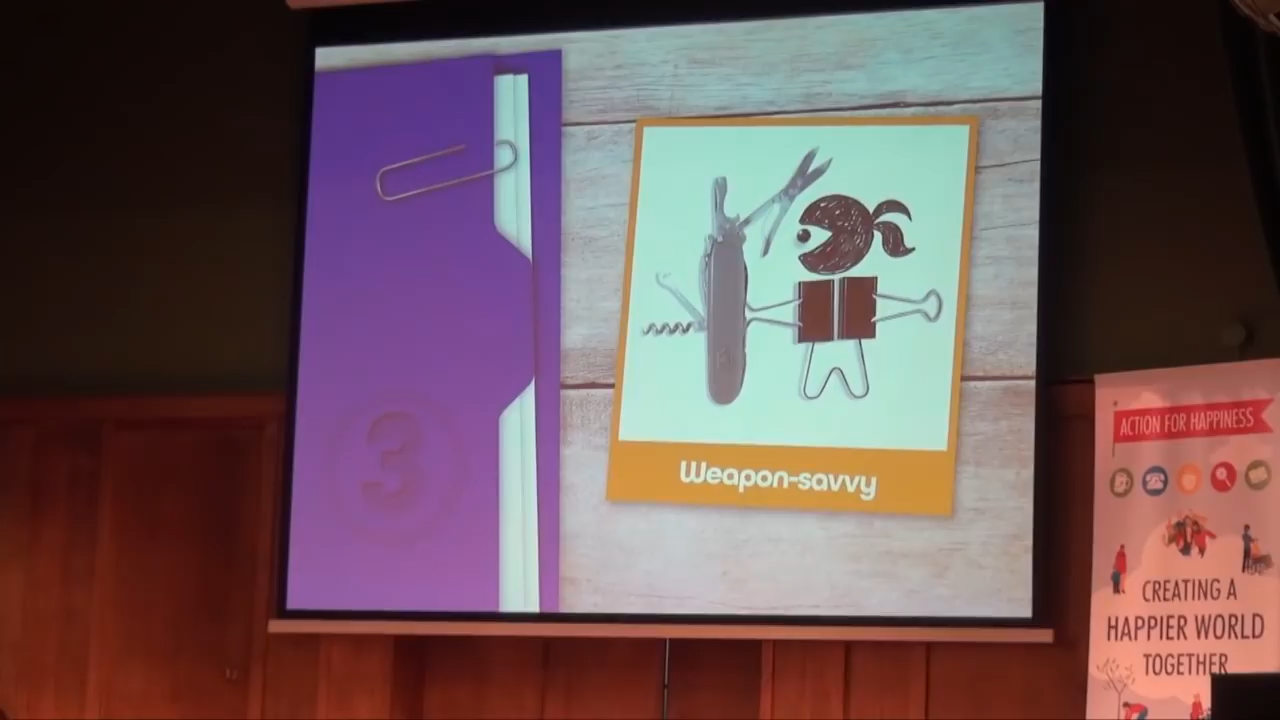 3
Weapon-savvy
ACTION FOR HAPPINESS
CREATING A
HAPPIER WORLD
TOGETHER